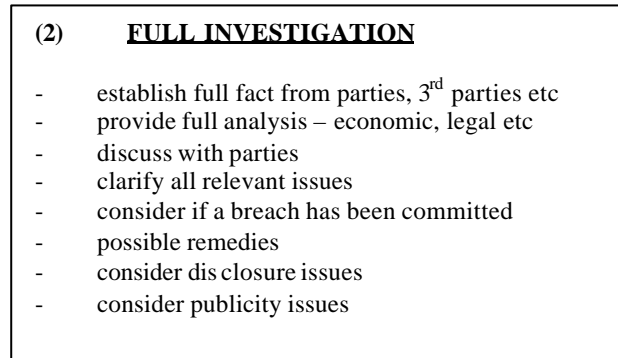 (2) FULL INVESTIGATION
- establish full fact from parties, 3rd parties etc
- provide full analysis – economic, legal etc
- discuss with parties
- clarify all relevant issues
- consider if a breach has been committed
- possible remedies
- consider dis closure issues
- consider publicity issues